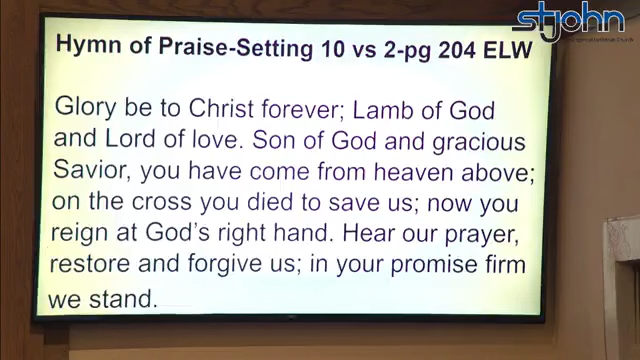 stjohn
Hymn of Praise-Setting 10 vs 2-pg 204 ELW
Glory be to Christ forever; Lamb of God
and Lord of love. Son of God and gracious
Savior, you have come from heaven above;
on the cross you died to save us; now you
reign at God's right hand. Hear our prayer,
restore and forgive us; in your promise firm
we stand.